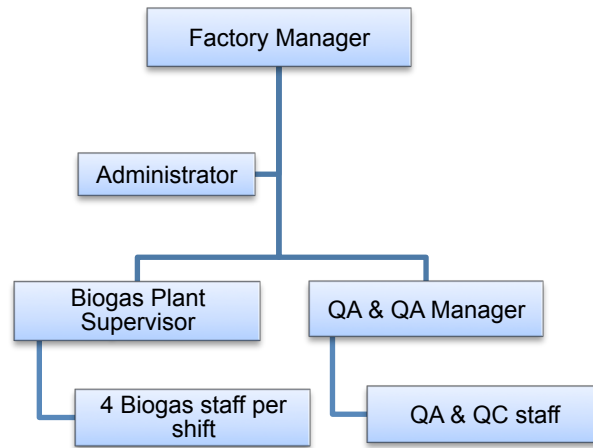 Factory Manager
Administrator
Biogas Plant
Supervisor
QA & QA Manager
4 Biogas staff per
shift
QA & QC staff